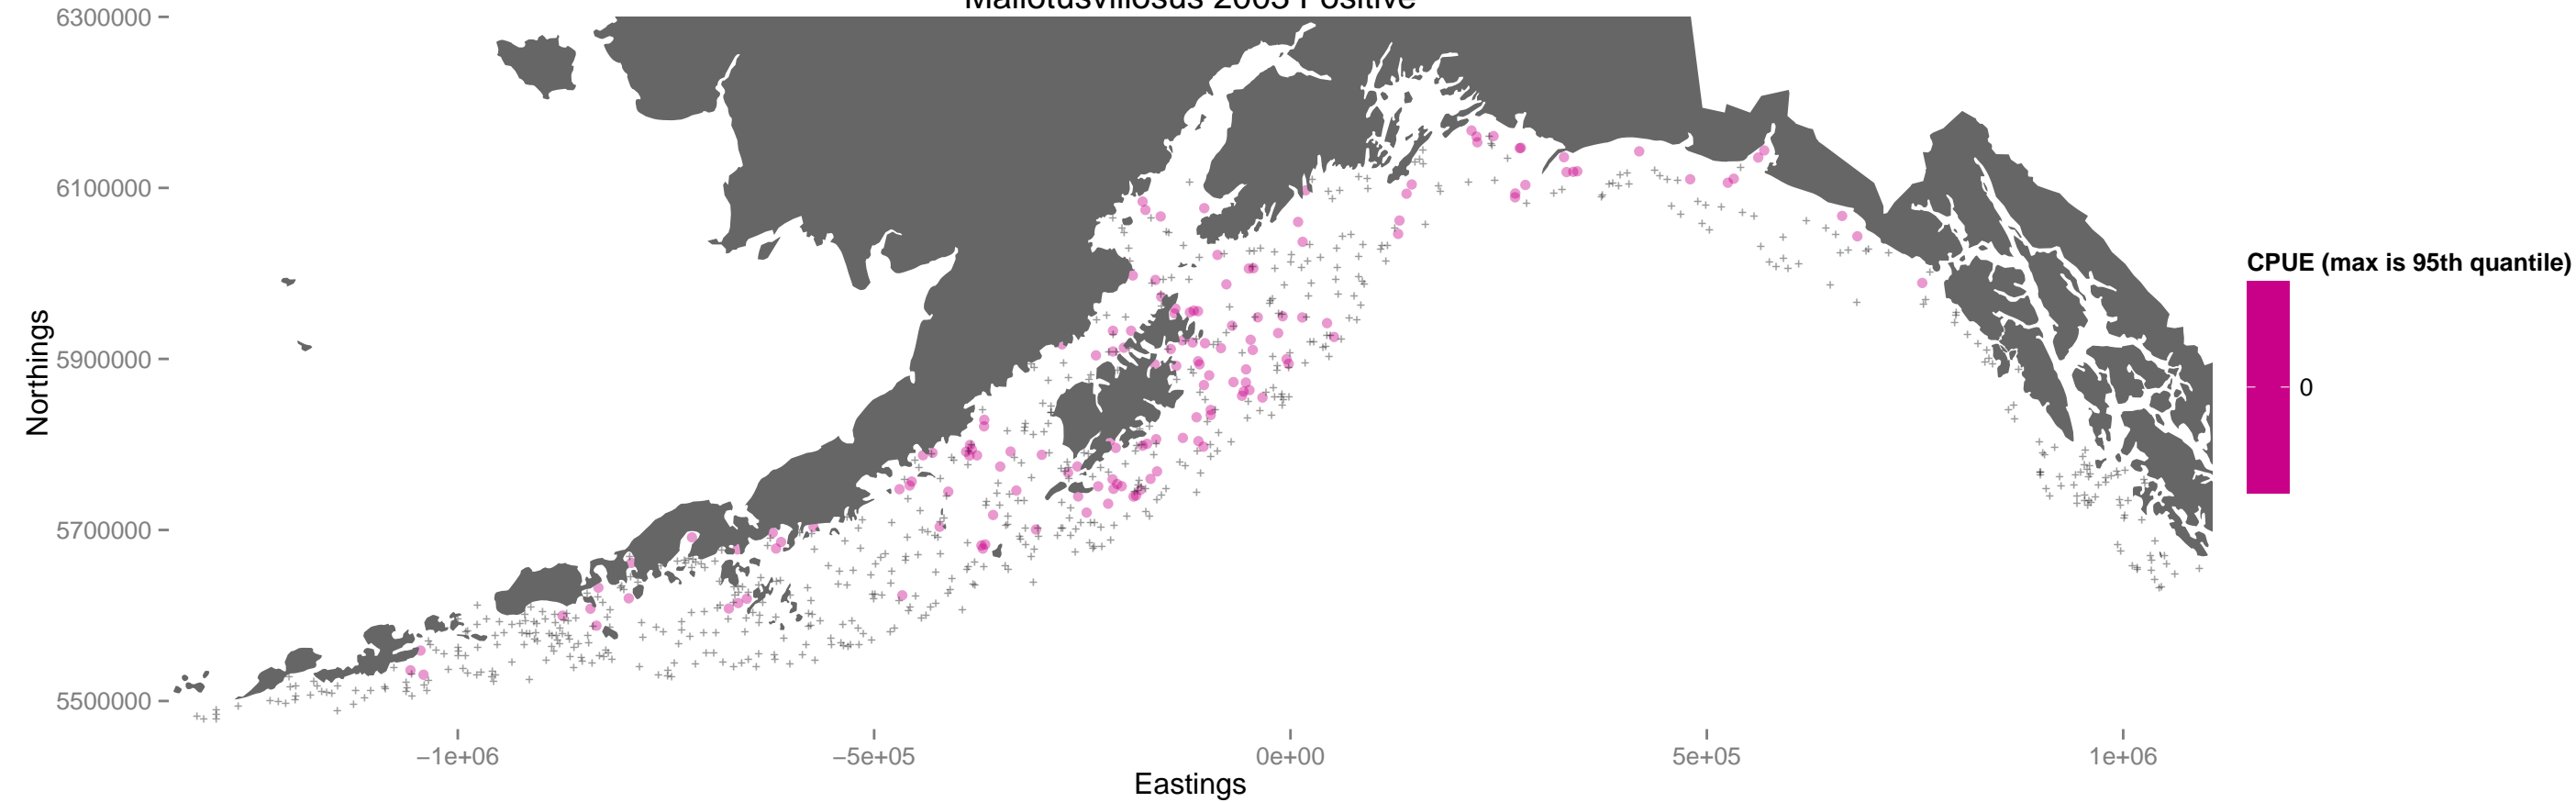 Mallotusvillosus Positive
6300000
6100000
5900000
5700000
5500000
Northings
−1e+06
−5e+05
0e+00
5e+05
1e+06
Eastings
CPUE (max is 95th quantile)
0